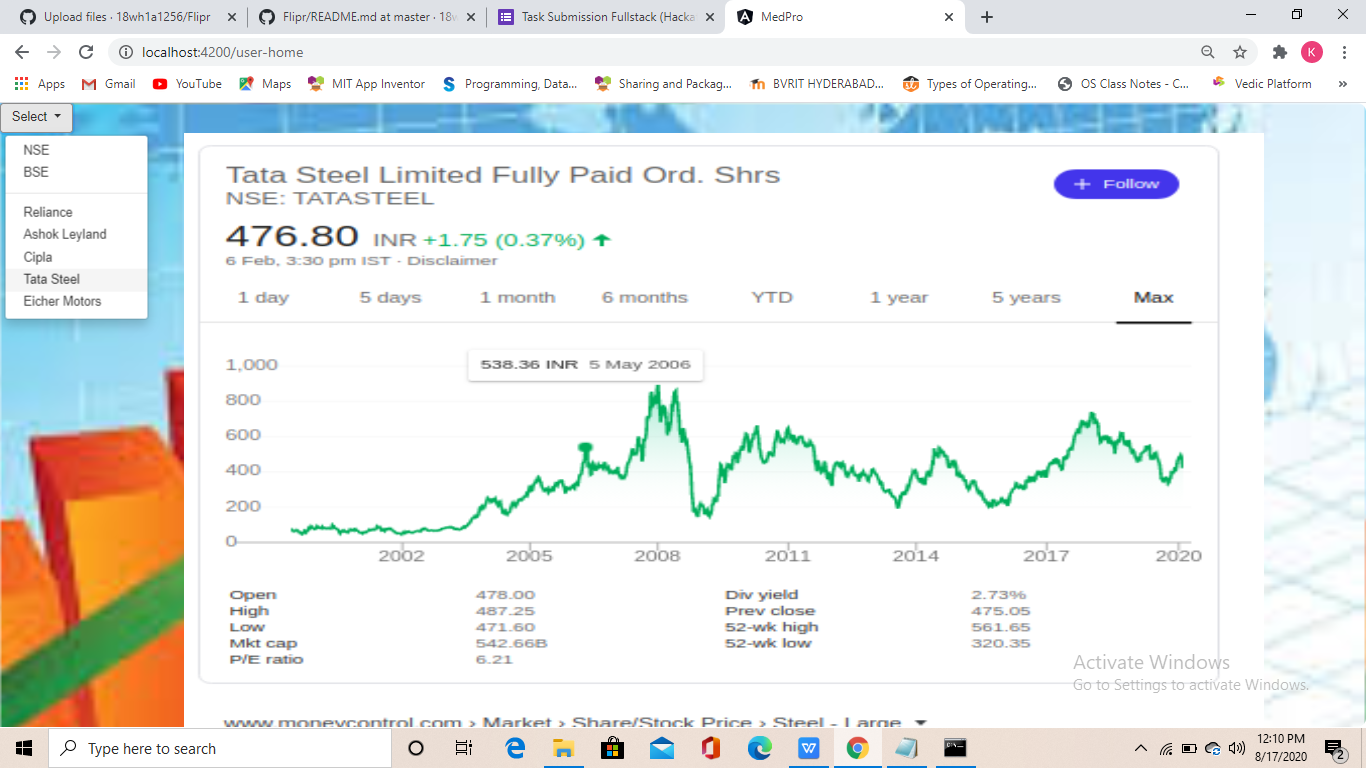 Upload files · 18wh1a1256/Flipr
Flipr/README.md at master · 18w
Task Submission Fullstack (Hacka
MedPro
localhost:4200/user-home
K
Apps
Gmail
YouTube
Maps
MIT App Inventor
Programming, Data...
Sharing and Packag...
BVRIT HYDERABAD...
Types of Operating...
OS Class Notes - C...
Vedic Platform
»
Select
NSE
BSE
Reliance
Ashok Leyland
Cipla
Tata Steel
Eicher Motors
Tata Steel Limited Fully Paid Ord. Shrs
NSE: TATASTEEL
+ Follow
476.80 INR +1.75 (0.37%) ↑
6 Feb, 3:30 pm IST · Disclaimer
1 day 5 days 1 month 6 months YTD 1 year 5 years Max
538.36 INR 5 May 2006
1,000
800
600
400
200
0
2002 2005 2008 2011 2014 2017 2020
Open 478.00 Div yield 2.73%
High 487.25 Prev close 475.05
Low 471.60 52-wk high 561.65
Mkt cap 542.66B 52-wk low 320.35
P/E ratio 6.21
Activate Windows
Go to Settings to activate Windows.
www.moneycontrol.com › Market › Share/Stock Price › Steel - Large
Type here to search
12:10 PM
8/17/2020
2